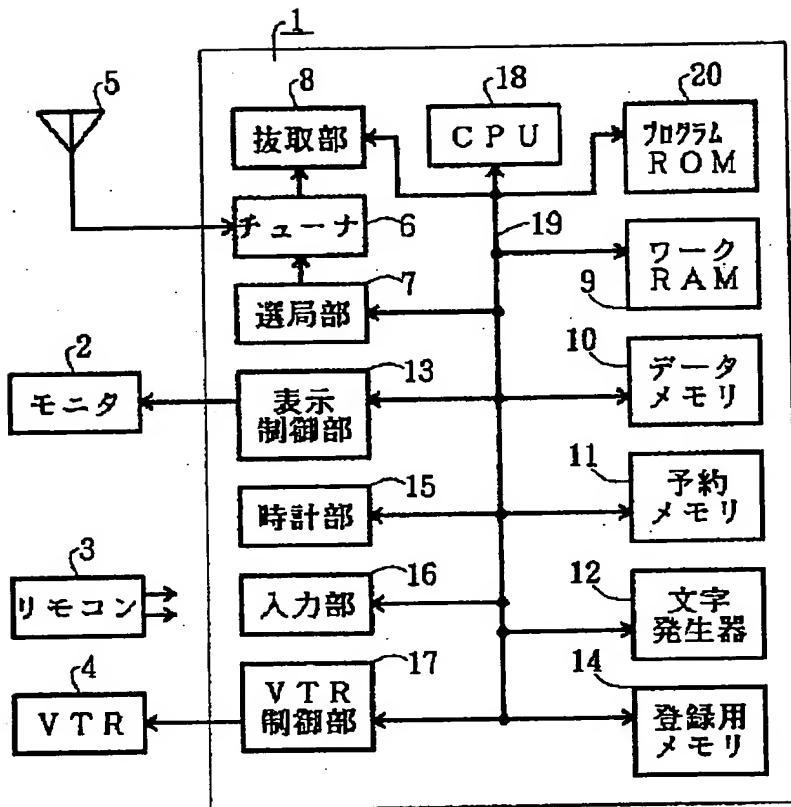 1
5
8
18
20
抜取部
CPU
プログラム
ROM
チューナ
6
19
ワーク
RAM
9
7
選局部
2
13
10
モニタ
表示
制御部
データ
メモリ
15
11
時計部
予約
メモリ
3
16
12
リモコン
入力部
文字
発生器
4
17
14
VTR
VTR
制御部
登録用
メモリ